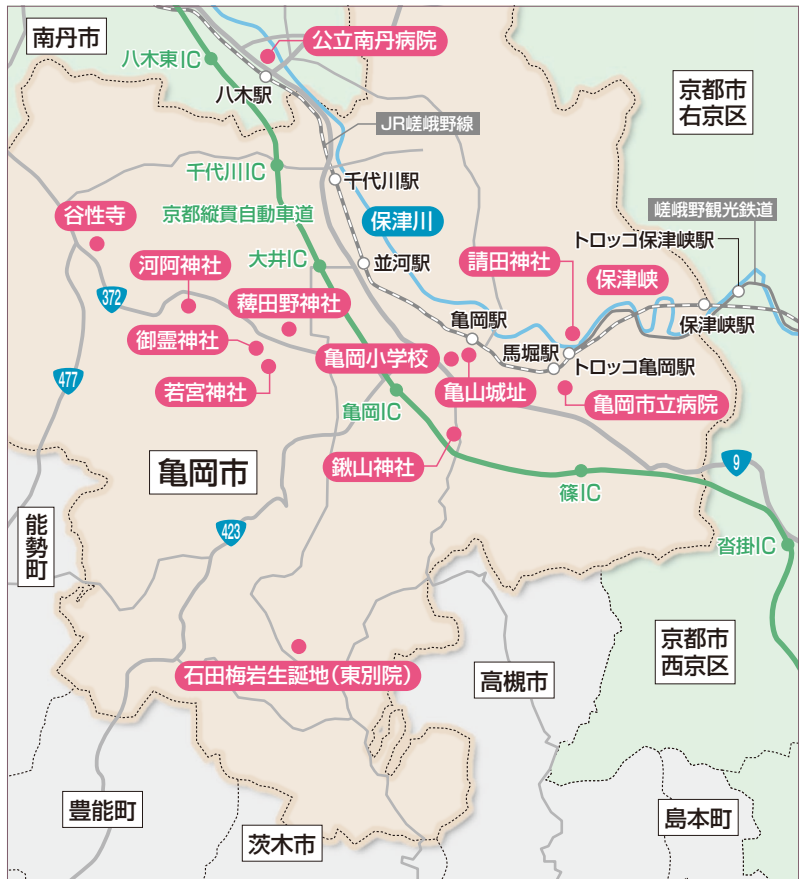 南丹市
公立南丹病院
八木東IC
八木駅
京都市
右京区
JR嵯峨野線
千代川IC
千代川駅
谷性寺
京都縦貫自動車道
保津川
嵯峨野観光鉄道
トロッコ保津峡駅
河阿神社
大井IC
並河駅
請田神社
保津峡
372
薭田野神社
亀岡駅
保津峡駅
御霊神社
亀岡小学校
馬堀駅
トロッコ亀岡駅
477
若宮神社
亀山城址
亀岡市立病院
亀岡IC
鍬山神社
亀岡市
9
篠IC
能勢町
423
沓掛IC
京都市
西京区
石田梅岩生誕地（東別院）
高槻市
豊能町
島本町
茨木市